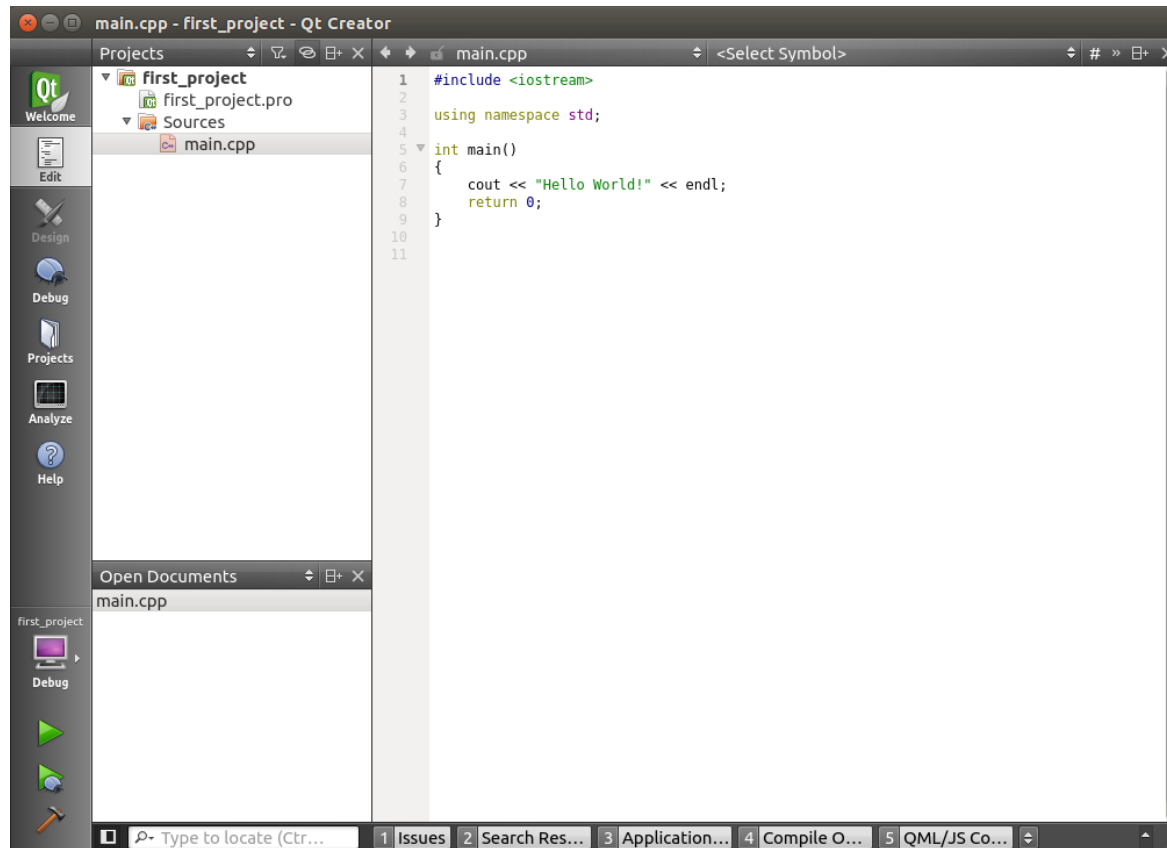 main.cpp - first_project - Qt Creator
Projects
main.cpp
<Select Symbol>
#
»
Qt
Welcome
Edit
Design
Debug
Projects
Analyze
Help
first_project
Debug
first_project
first_project.pro
Sources
main.cpp
Open Documents
main.cpp
1 #include <iostream>
2
3 using namespace std;
4
5 int main()
6 {
7     cout << "Hello World!" << endl;
8     return 0;
9 }
10
11
Type to locate (Ctr...
1 Issues
2 Search Res...
3 Application...
4 Compile O...
5 QML/JS Co...